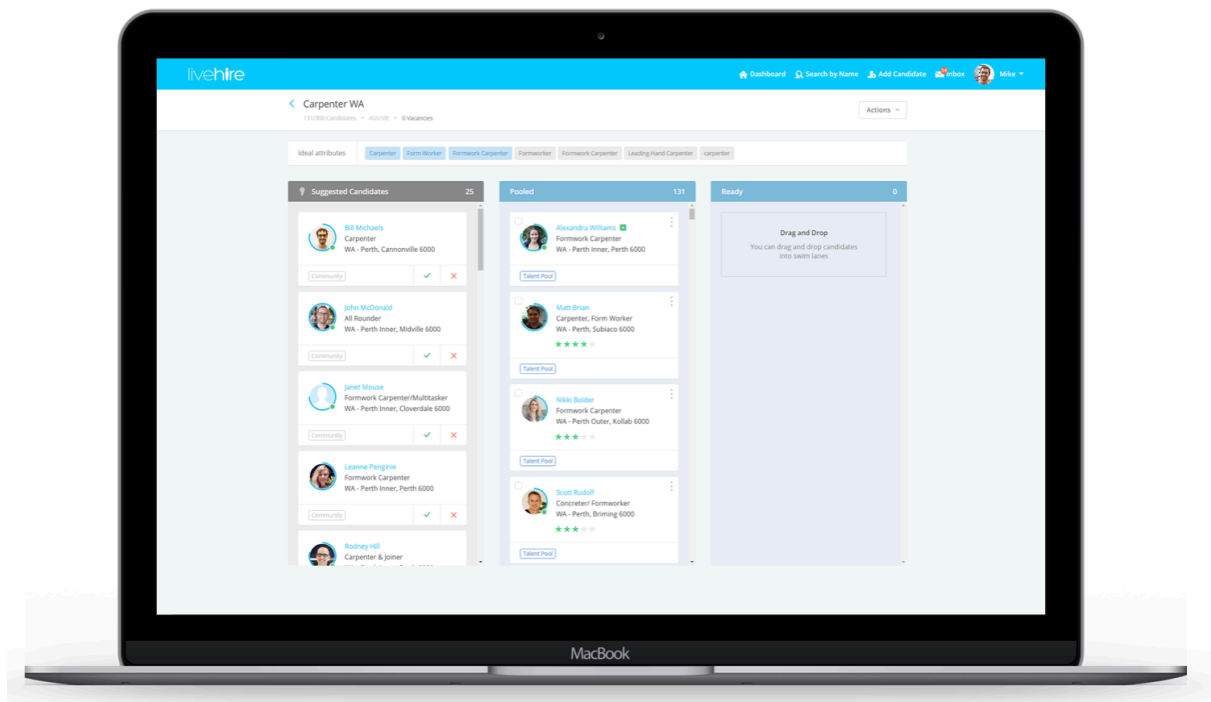 livehire
Dashboard
Search by Name
Add Candidate
Inbox
Mike
Carpenter WA
131/300 Candidates
0 Vacancies
Actions
Ideal attributes
Carpenter
Form Worker
Formwork Carpenter
Formworker
Formwork Carpenter
Leading Hand Carpenter
carpenter
Suggested Candidates 25
Bill Michaels
Carpenter
WA - Perth, Cannonville 6000
Community
John McDonald
All Rounder
WA - Perth Inner, Midville 6000
Community
Janet Mouse
Formwork Carpenter/Multitasker
WA - Perth Inner, Cloverdale 6000
Community
Leanne Penginie
Formwork Carpenter
WA - Perth Inner, Perth 6000
Community
Rodney Hill
Carpenter & Joiner
Pooled 131
Alexandra Williams
Formwork Carpenter
WA - Perth Inner, Perth 6000
Talent Pool
Matt Brian
Carpenter, Form Worker
WA - Perth, Subiaco 6000
Talent Pool
Nikki Bolder
Formwork Carpenter
WA - Perth Outer, Kollab 6000
Talent Pool
Scott Rudolf
Concreter/ Formworker
WA - Perth, Briming 6000
Talent Pool
Ready 0
Drag and Drop
You can drag and drop candidates
into swim lanes
MacBook